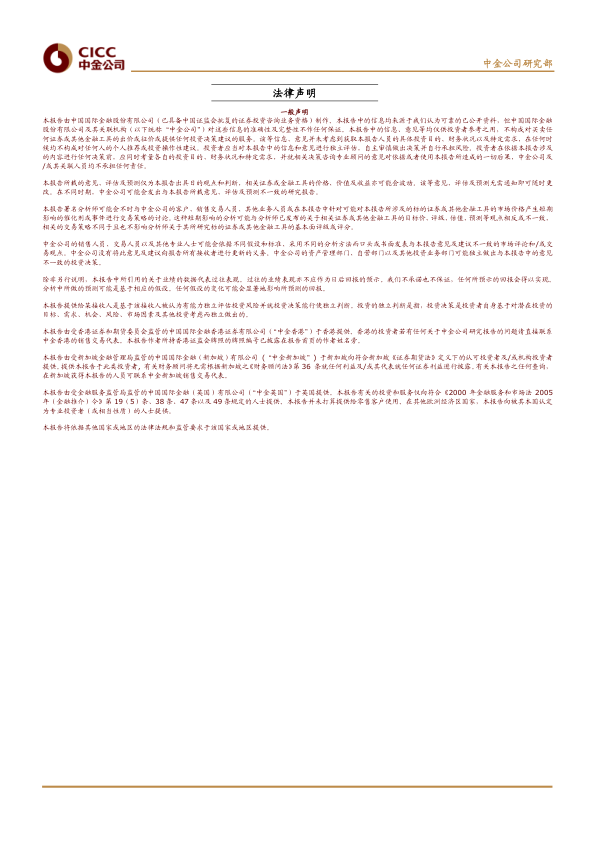 CICC
中金公司
中金公司研究部
法律声明
一般声明
本报告由中国国际金融股份有限公司（已具备中国证监会批复的证券投资咨询业务资格）制作。本报告中的信息均来源于我们认为可靠的已公开资料，但中国国际金融
股份有限公司及其关联机构（以下统称“中金公司”）对这些信息的准确性及完整性不作任何保证。本报告中的信息、意见等均仅供投资者参考之用，不构成对买卖任
何证券或其他金融工具的出价或征价或提供任何投资决策建议的服务。该等信息、意见并未考虑到获取本报告人员的具体投资目的、财务状况以及特定需求，在任何时
候均不构成对任何人的个人推荐或投资操作性建议。投资者应当对本报告中的信息和意见进行独立评估，自主审慎做出决策并自行承担风险。投资者在依据本报告涉及
的内容进行任何决策前，应同时考量各自的投资目的、财务状况和特定需求，并就相关决策咨询专业顾问的意见对依据或者使用本报告所造成的一切后果，中金公司及
/或其关联人员均不承担任何责任。
本报告所载的意见、评估及预测仅为本报告出具日的观点和判断。相关证券或金融工具的价格、价值及收益亦可能会波动。该等意见、评估及预测无需通知即可随时更
改。在不同时期，中金公司可能会发出与本报告所载意见、评估及预测不一致的研究报告。
本报告署名分析师可能会不时与中金公司的客户、销售交易人员、其他业务人员或在本报告中针对可能对本报告所涉及的标的证券或其他金融工具的市场价格产生短期
影响的催化剂或事件进行交易策略的讨论。这种短期影响的分析可能与分析师已发布的关于相关证券或其他金融工具的目标价、评级、估值、预测等观点相反或不一致，
相关的交易策略不同于且也不影响分析师关于其所研究标的证券或其他金融工具的基本面评级或评分。
中金公司的销售人员、交易人员以及其他专业人士可能会依据不同假设和标准、采用不同的分析方法而口头或书面发表与本报告意见及建议不一致的市场评论和/或交
易观点。中金公司没有将此意见及建议向报告所有接收者进行更新的义务。中金公司的资产管理部门、自营部门以及其他投资业务部门可能独立做出与本报告中的意见
不一致的投资决策。
除非另行说明，本报告中所引用的关于业绩的数据代表过往表现。过往的业绩表现亦不应作为日后回报的预示。我们不承诺也不保证，任何所预示的回报会得以实现。
分析中所做的预测可能是基于相应的假设。任何假设的变化可能会显著地影响所预测的回报。
本报告提供给某接收人是基于该接收人被认为有能力独立评估投资风险并就投资决策能行使独立判断。投资的独立判断是指，投资决策是投资者自身基于对潜在投资的
目标、需求、机会、风险、市场因素及其他投资考虑而独立做出的。
本报告由受香港证券和期货委员会监管的中国国际金融香港证券有限公司（“中金香港”）于香港提供。香港的投资者若有任何关于中金公司研究报告的问题请直接联系
中金香港的销售交易代表。本报告作者所持香港证监会牌照的牌照编号已披露在报告首页的作者姓名旁。
本报告由受新加坡金融管理局监管的中国国际金融（新加坡）有限公司 （“中金新加坡”）于新加坡向符合新加坡《证券期货法》定义下的认可投资者及/或机构投资者
提供。提供本报告于此类投资者，有关财务顾问将无需根据新加坡之《财务顾问法》第 36 条就任何利益及/或其代表就任何证券利益进行披露。有关本报告之任何查询，
在新加坡获得本报告的人员可联系中金新加坡销售交易代表。
本报告由受金融服务监管局监管的中国国际金融（英国）有限公司（“中金英国”）于英国提供。本报告有关的投资和服务仅向符合《2000 年金融服务和市场法 2005
年（金融推介）令》第 19（5）条、38 条、47 条以及 49 条规定的人士提供。本报告并未打算提供给零售客户使用。在其他欧洲经济区国家，本报告向被其本国认定
为专业投资者（或相当性质）的人士提供。
本报告将依据其他国家或地区的法律法规和监管要求于该国家或地区提供。